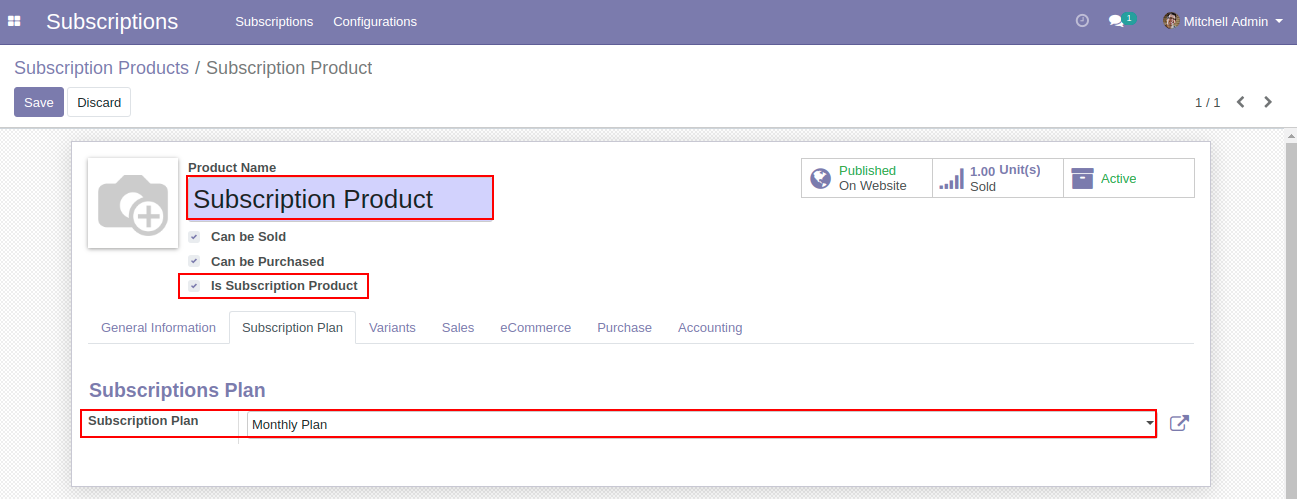 Subscriptions Subscriptions Configurations 1 Mitchell Admin
Subscription Products / Subscription Product
Save Discard 1 / 1
Product Name
Subscription Product
Published
On Website
1.00 Unit(s)
Sold
Active
Can be Sold
Can be Purchased
Is Subscription Product
General Information Subscription Plan Variants Sales eCommerce Purchase Accounting
Subscriptions Plan
Subscription Plan Monthly Plan